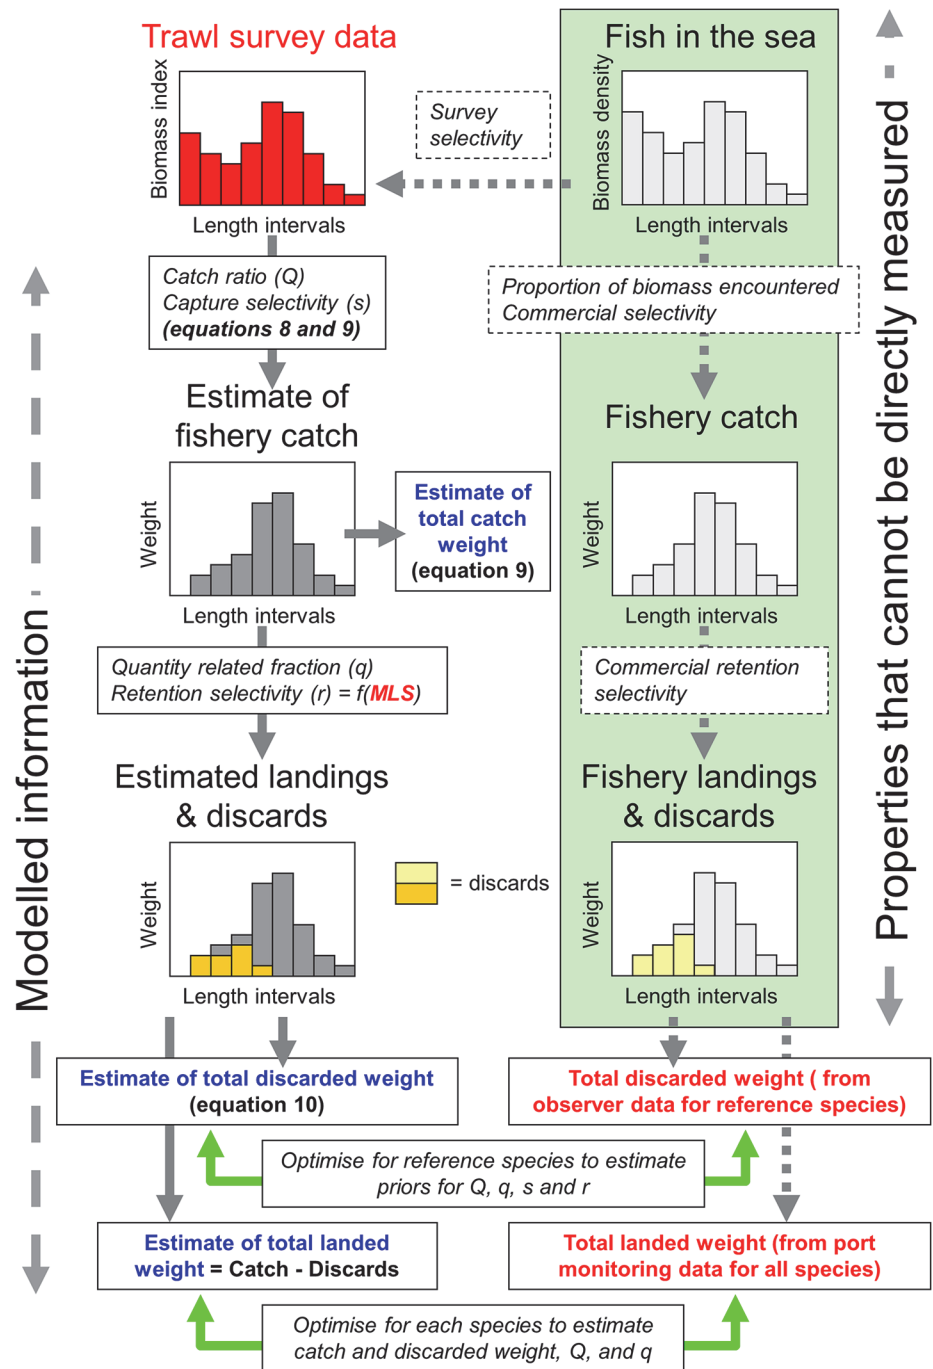 Trawl survey data
Fish in the sea
Biomass index
Length intervals
Survey
selectivity
Biomass density
Length intervals
Catch ratio (Q)
Capture selectivity (s)
(equations 8 and 9)
Proportion of biomass encountered
Commercial selectivity
Estimate of
fishery catch
Fishery catch
Weight
Length intervals
Estimate of
total catch
weight
(equation 9)
Weight
Length intervals
Quantity related fraction (q)
Retention selectivity (r) = f(MLS)
Commercial retention
selectivity
Estimated landings
& discards
Fishery landings
& discards
Weight
Length intervals
= discards
Weight
Length intervals
Modelled information
Properties that cannot be directly measured
Estimate of total discarded weight
(equation 10)
Total discarded weight ( from
observer data for reference species)
Optimise for reference species to estimate
priors for Q, q, s and r
Estimate of total landed
weight = Catch - Discards
Total landed weight (from port
monitoring data for all species)
Optimise for each species to estimate
catch and discarded weight, Q, and q